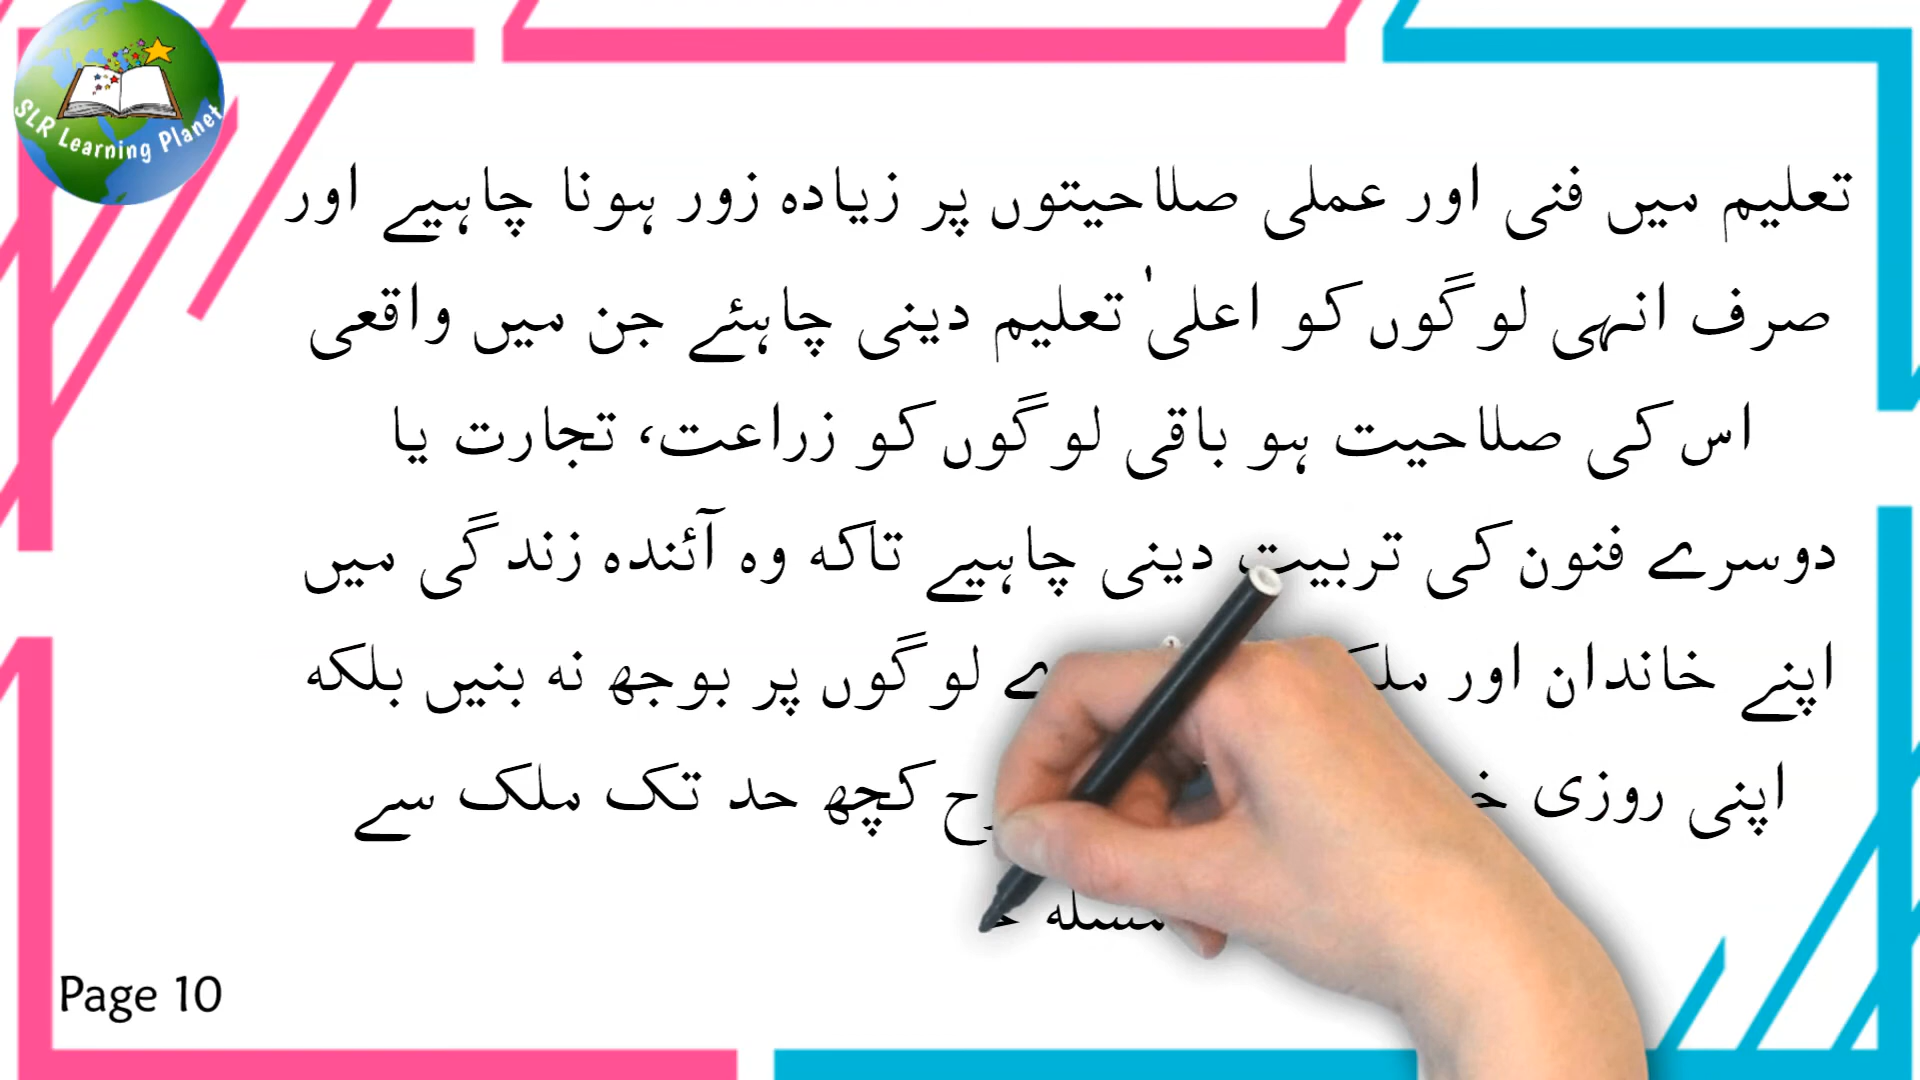 SLR Learning Planet
تعلیم میں فنی اور عملی صلاحیتوں پر زیادہ زور ہونا چاہیے اور
صرف انہی لوگوں کو اعلیٰ تعلیم دینی چاہئے جن میں واقعی
اس کی صلاحیت ہو باقی لوگوں کو زراعت، تجارت یا
دوسرے فنون کی تربیت دینی چاہیے تاکہ وہ آئندہ زندگی میں
اپنے خاندان اور لوگوں پر بوجھ نہ بنیں بلکہ
اپنی روزی کچھ حد تک ملک سے
مسلہ
Page 10